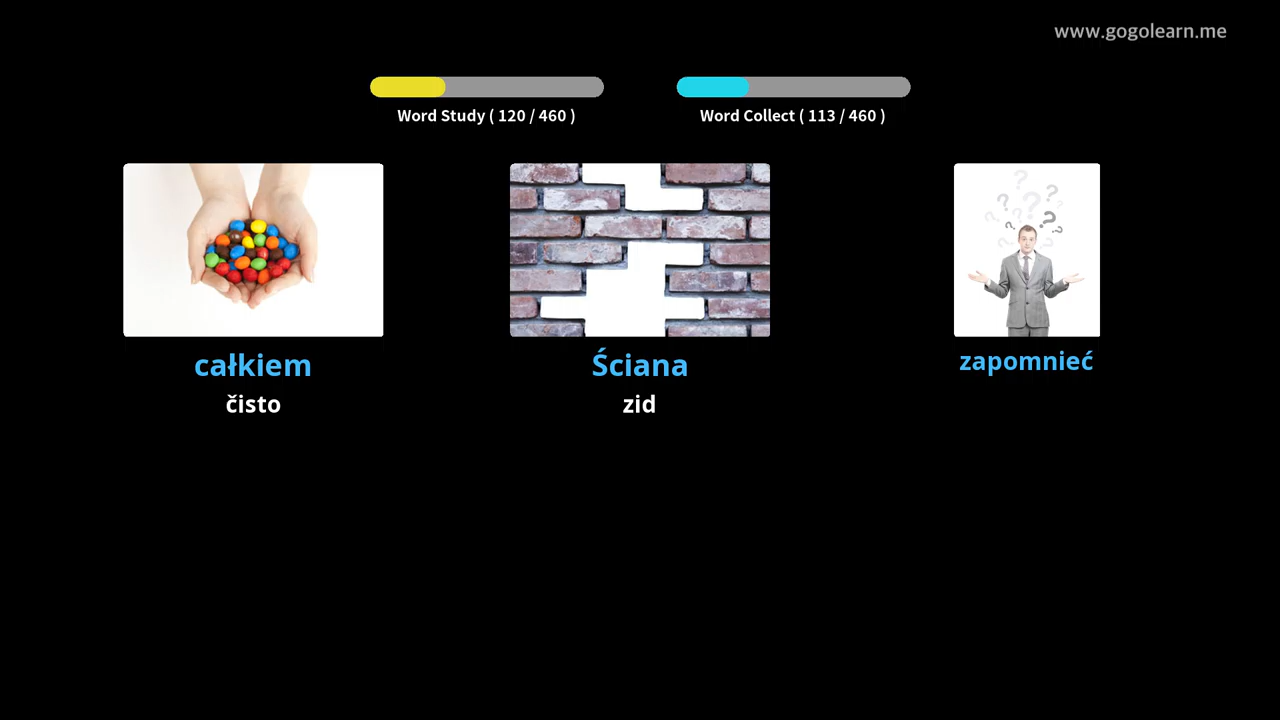 www.gogolearn.me
Word Study ( 120 / 460 )
Word Collect ( 113 / 460 )
całkiem
Ściana
zapomnieć
čisto
zid